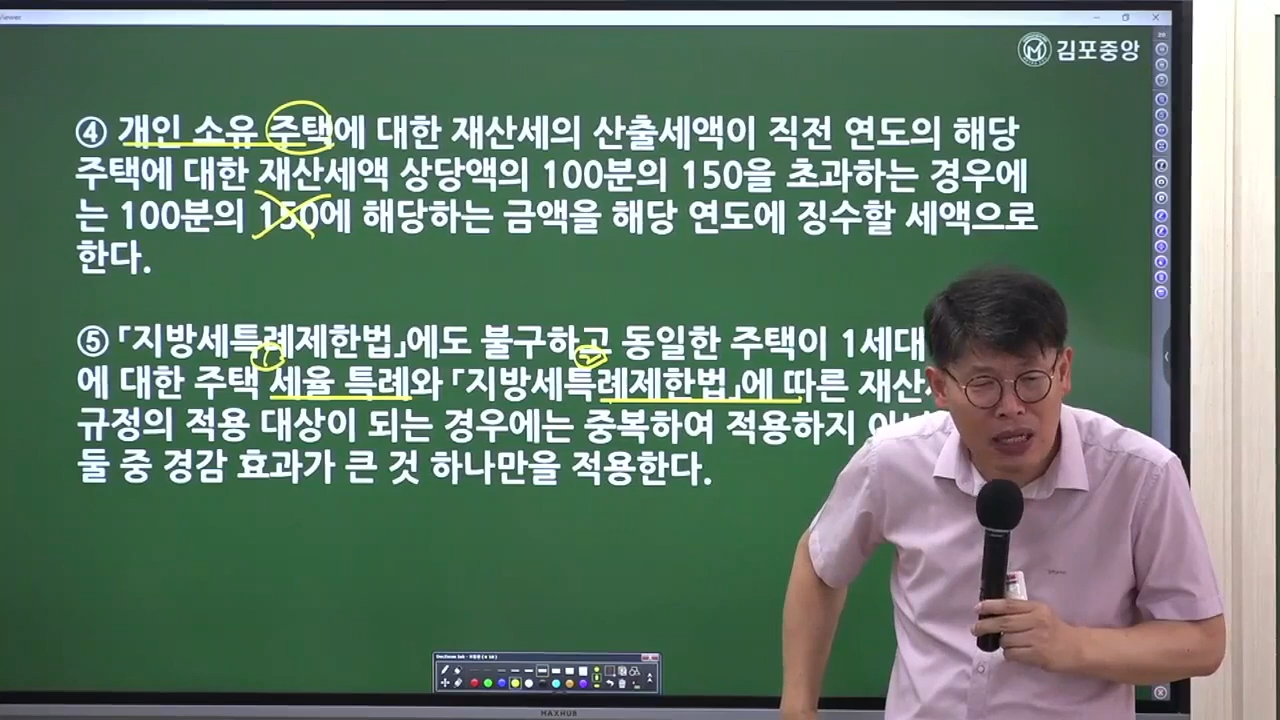 김포중앙
④ 개인 소유 주택에 대한 재산세의 산출세액이 직전 연도의 해당
주택에 대한 재산세액 상당액의 100분의 150을 초과하는 경우에
는 100분의 150에 해당하는 금액을 해당 연도에 징수할 세액으로
한다.
⑤ 「지방세특례제한법」에도 불구하고 동일한 주택이 1세대
① ②
에 대한 주택 세율 특례와 「지방세특례제한법」에 따른 재산
규정의 적용 대상이 되는 경우에는 중복하여 적용하지
둘 중 경감 효과가 큰 것 하나만을 적용한다.
MAXHUB